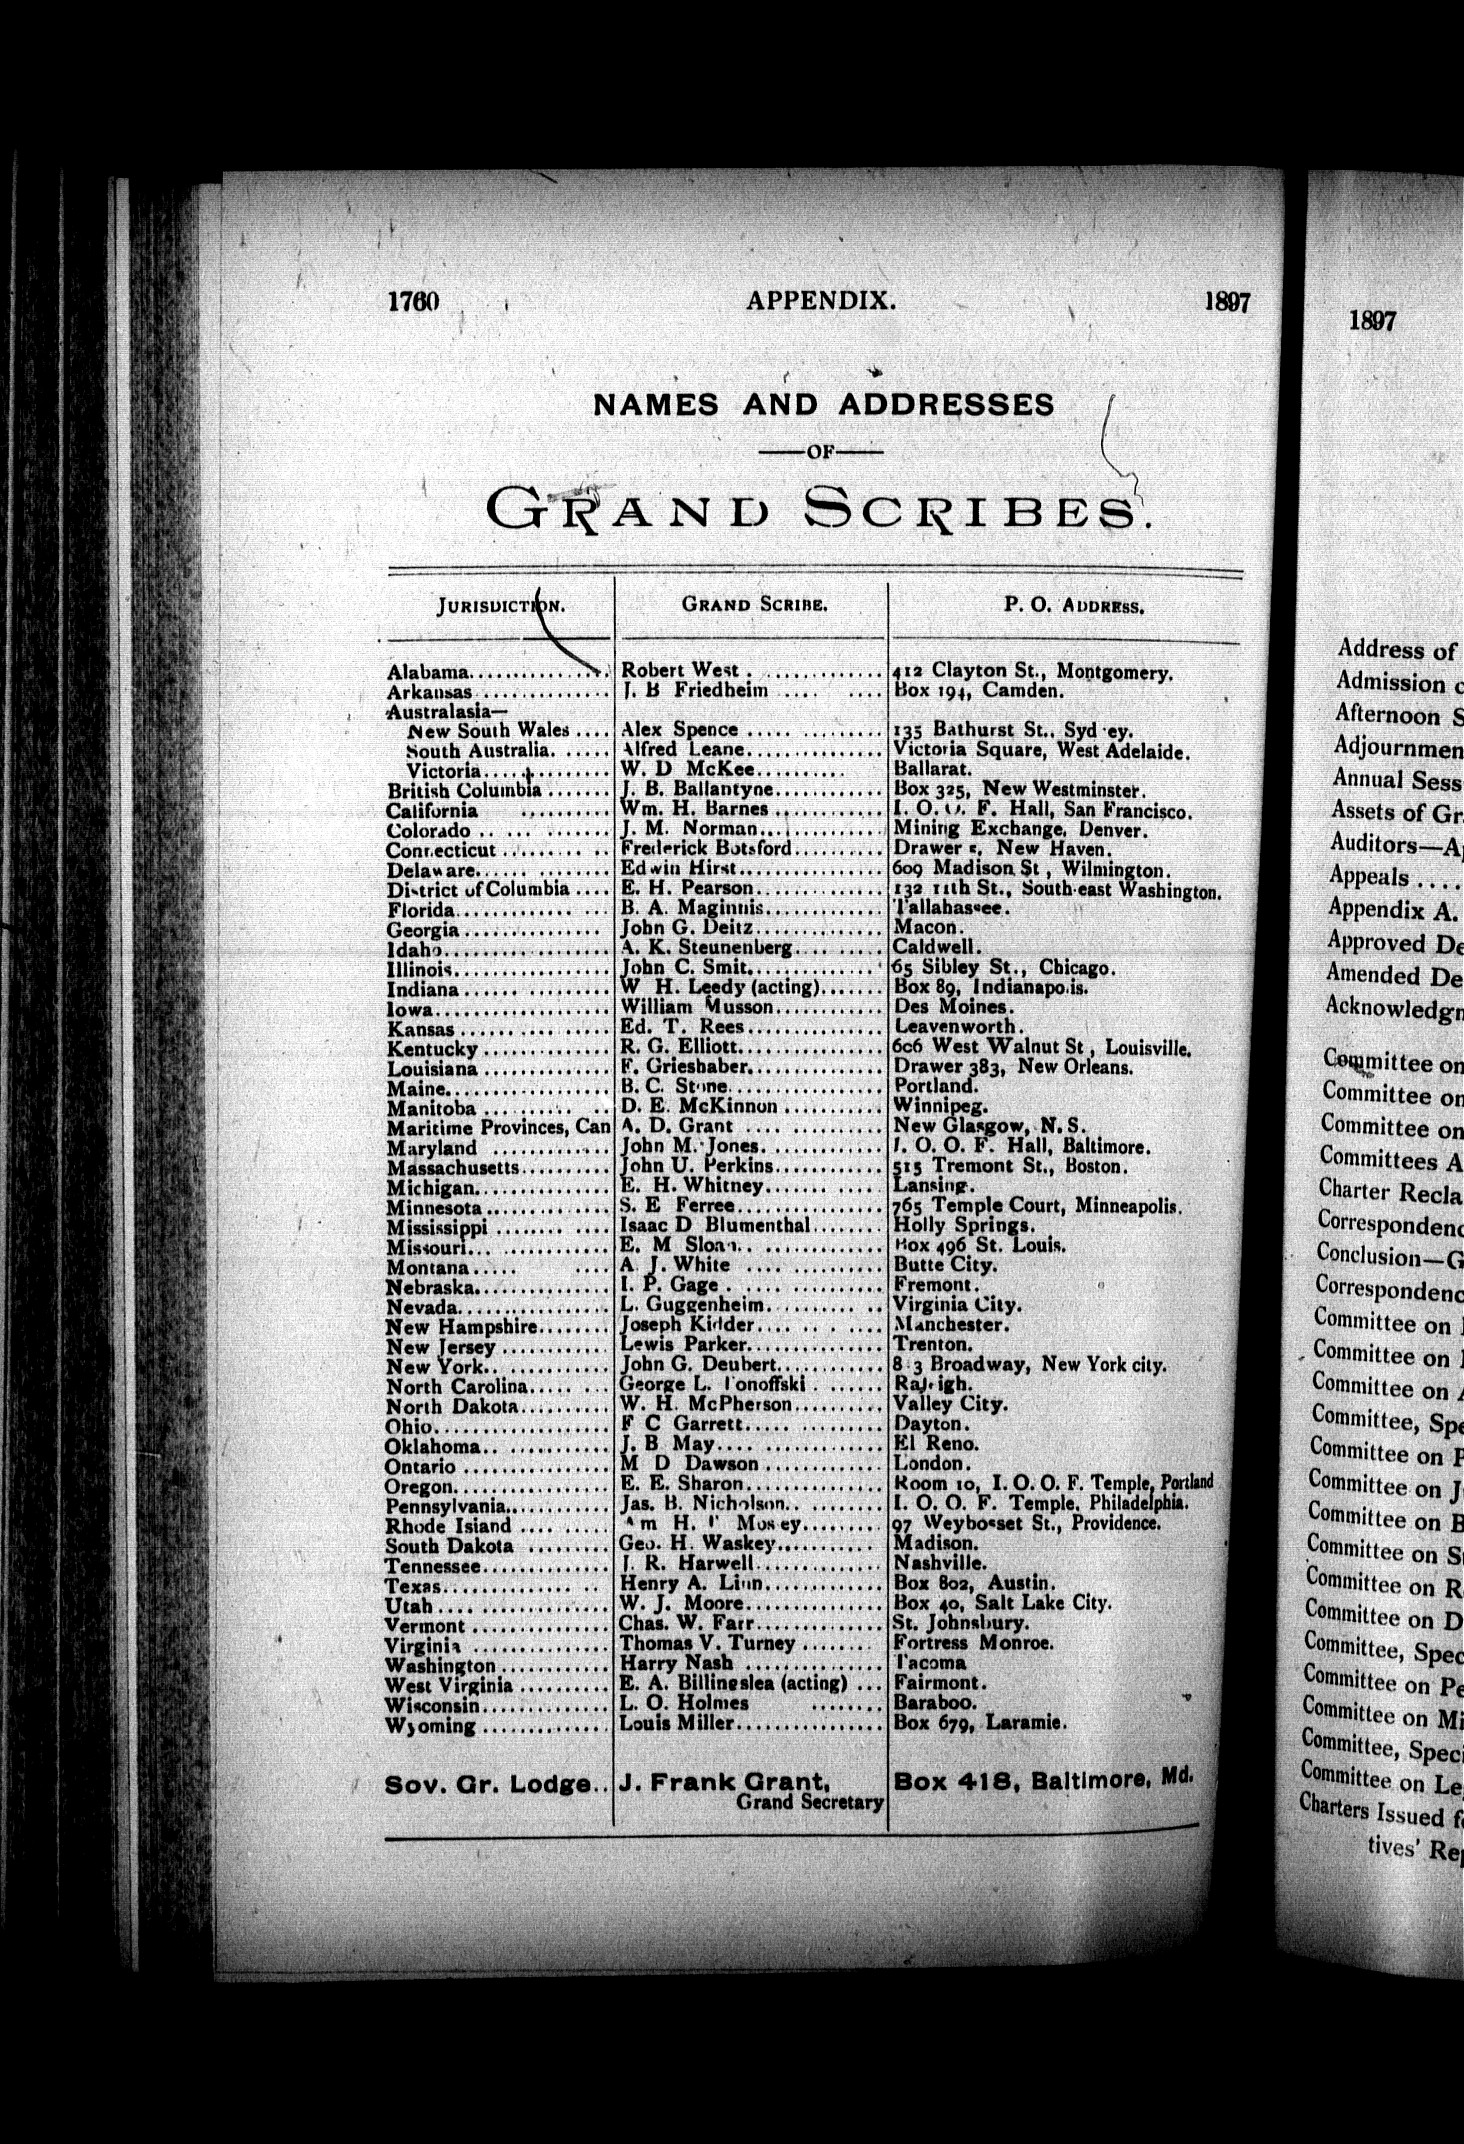 1760 APPENDIX. 1897
NAMES AND ADDRESSES
OF
GRAND SCRIBES.
JURISDICTION. GRAND SCRIBE. P. O. ADDRESS.
Alabama.............. Robert West . ............ 412 Clayton St., Montgomery.
Arkansas ............. J. B Friedheim ..... .... Box 194, Camden.
Australasia—
New South Wales .... Alex Spence ..... ......... 135 Bathurst St.. Syd ey.
South Australia. ..... Alfred Leane.............. Victoria Square, West Adelaide.
Victoria............. W. D McKee.......... Ballarat.
British Columbia ....... J. B. Ballantyne............ Box 325, New Westminster.
California .......... Wm. H. Barnes ............ I. O. O. F. Hall, San Francisco.
Colorado .. ... ....... J. M. Norman.............. Mining Exchange, Denver.
Connecticut ......... .. Frederick Botsford.......... Drawer New Haven.
Delaware..... ......... Edwin Hirst............... 609 Madison St , Wilmington.
District of Columbia .... E. H. Pearson.............. 132 11th St., South-east Washington.
Florida............ ... B. A. Maginnis............. Tallahassee.
Georgia ............... John G. Deitz.............. Macon.
Idaho.................. A. K. Steunenberg.......... Caldwell.
Illinois................ John C. Smit.............. 65 Sibley St., Chicago.
Indiana ................ W H. Leedy (acting)....... Box 89, Indianapolis.
Iowa................... William Musson............ Des Moines.
Kansas ................ Ed. T. Rees............... Leavenworth.
Kentucky .............. R. G. Elliott................ 606 West Walnut St , Louisville.
Louisiana .............. F. Grieshaber............... Drawer 383, New Orleans.
Maine.................. B. C. Stone................. Portland.
Manitoba .......... .. D. E. McKinnon ........... Winnipeg.
Maritime Provinces, Can A. D. Grant .... .......... New Glasgow, N. S.
Maryland ............. John M. Jones.............. I. O. O. F. Hall, Baltimore.
Massachusetts.......... John U. Perkins............ 515 Tremont St., Boston.
Michigan............... E. H. Whitney............. Lansing.
Minnesota .............. S. E Ferree................ 765 Temple Court, Minneapolis.
Mississippi ........ .... Isaac D Blumenthal........ Holly Springs.
Missouri... ............ E. M Sloan.. ............. Box 496 St. Louis.
Montana ..... .... A. J. White .... .......... Butte City.
Nebraska............... I. P. Gage . .... .......... Fremont.
Nevada................. L. Guggenheim.......... .. Virginia City.
New Hampshire........ Joseph Kidder.... .. . .... Manchester.
New Jersey ............ Lewis Parker............... Trenton.
New York.. ........... John G. Deubert............ Broadway, New York city.
North Carolina..... ... George L. ....... Raleigh.
North Dakota.......... W. H. McPherson.......... Valley City.
Ohio................... F C Garrett..... ......... Dayton.
Oklahoma.. ........... J. B May.... ............. El Reno.
Ontario ................ M D Dawson ............. London.
Oregon................. E. E. Sharon............... Room 10, I. O. O. F. Temple, Portland
Pennsylvania........... Jas. B. Nicholson.. ........ I. O. O. F. Temple, Philadelphia.
Rhode Island .... ..... H. ......... 97 Weybosset St., Providence.
South Dakota ......... Geo. H. Waskey........... Madison.
Tennessee.............. J. R. Harwell.............. Nashville.
Texas.............. .. Henry A. Linn............. Box 802, Austin.
Utah.... .............. W. J. Moore............... Box 40, Salt Lake City.
Vermont ............... Chas. W. Farr.............. St. Johnsbury.
Virginia ............... Thomas V. Turney ........ Fortress Monroe.
Washington ............ Harry Nash ............... Tacoma
West Virginia .......... E. A. Billingslea (acting) ... Fairmont.
Wisconsin.............. L. O. Holmes ........ Baraboo.
Wyoming .............. Louis Miller................ Box 679, Laramie.
Sov. Gr. Lodge.. J. Frank Grant, Box 418, Baltimore, Md.
Grand Secretary
1897
Address of
Admission
Afternoon
Annual
Assets of
Appeals ....
Appendix A.
Approved
Amended
Committee on
Committee on
Committee on
Committees
Charter
Conclusion—
Committee on
Committee on
Committee on
Committee,
Committee on
Committee on
Committee on
Committee on
Committee on
Committee on
Committee,
Committee on
Committee on
Committee,
Committee on
Charters Issued
tives'